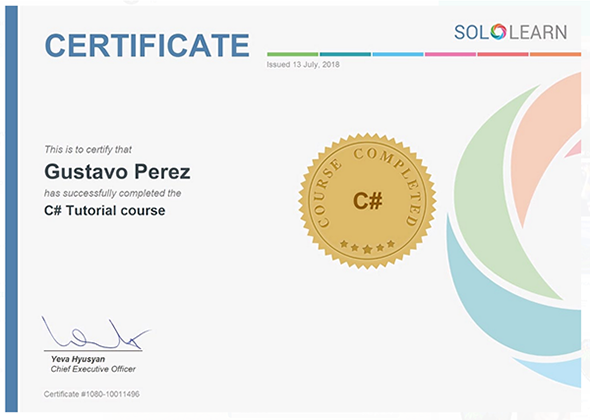 CERTIFICATE
SOLOLEARN
Issued 13 July, 2018
This is to certify that
Gustavo Perez
has successfully completed the
C# Tutorial course
COURSE COMPLETED
C#
Yeva Hyusyan
Chief Executive Officer
Certificate #1080-10011496